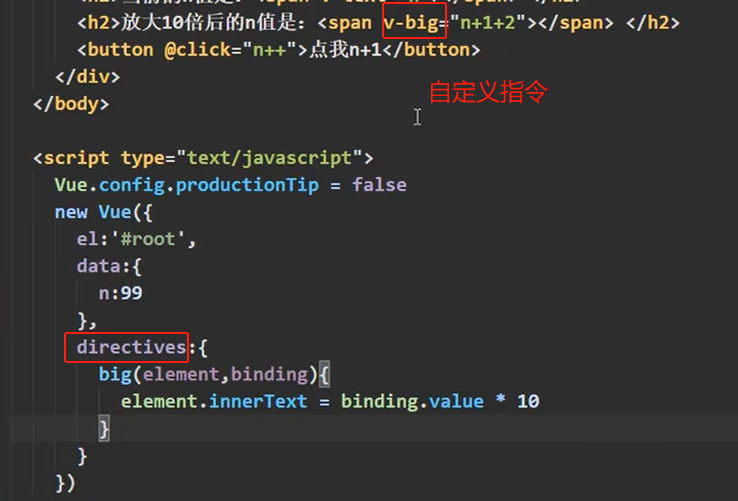 <h2>放大10倍后的n值是：<span v-big="n+1+2"></span> </h2>
<button @click="n++">点我n+1</button>
</div>
</body>
自定义指令
<script type="text/javascript">
Vue.config.productionTip = false
new Vue({
el:'#root',
data:{
n:99
},
directives:{
big(element,binding){
element.innerText = binding.value * 10
}
}
})